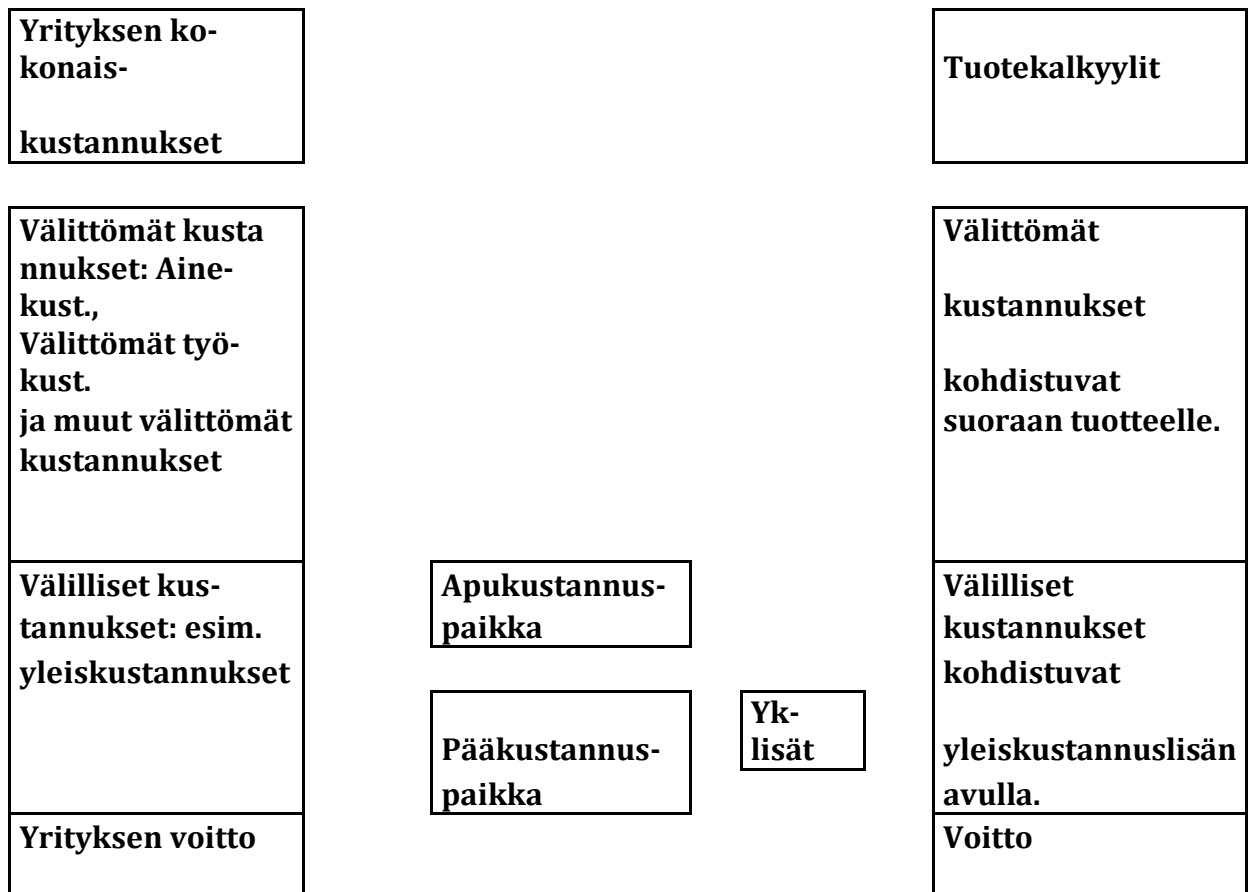 Yrityksen ko-
konais-
kustannukset
Tuotekalkyylit
Välittömät kusta
nnukset: Aine-
kust.,
Välittömät työ-
kust.
ja muut välittömät
kustannukset
Välittömät
kustannukset
kohdistuvat
suoraan tuotteelle.
Välilliset kus-
tannukset: esim.
yleiskustannukset
Apukustannus-
paikka
Pääkustannus-
paikka
Yk-
lisät
Välilliset
kustannukset
kohdistuvat
yleiskustannuslisän
avulla.
Yrityksen voitto
Voitto